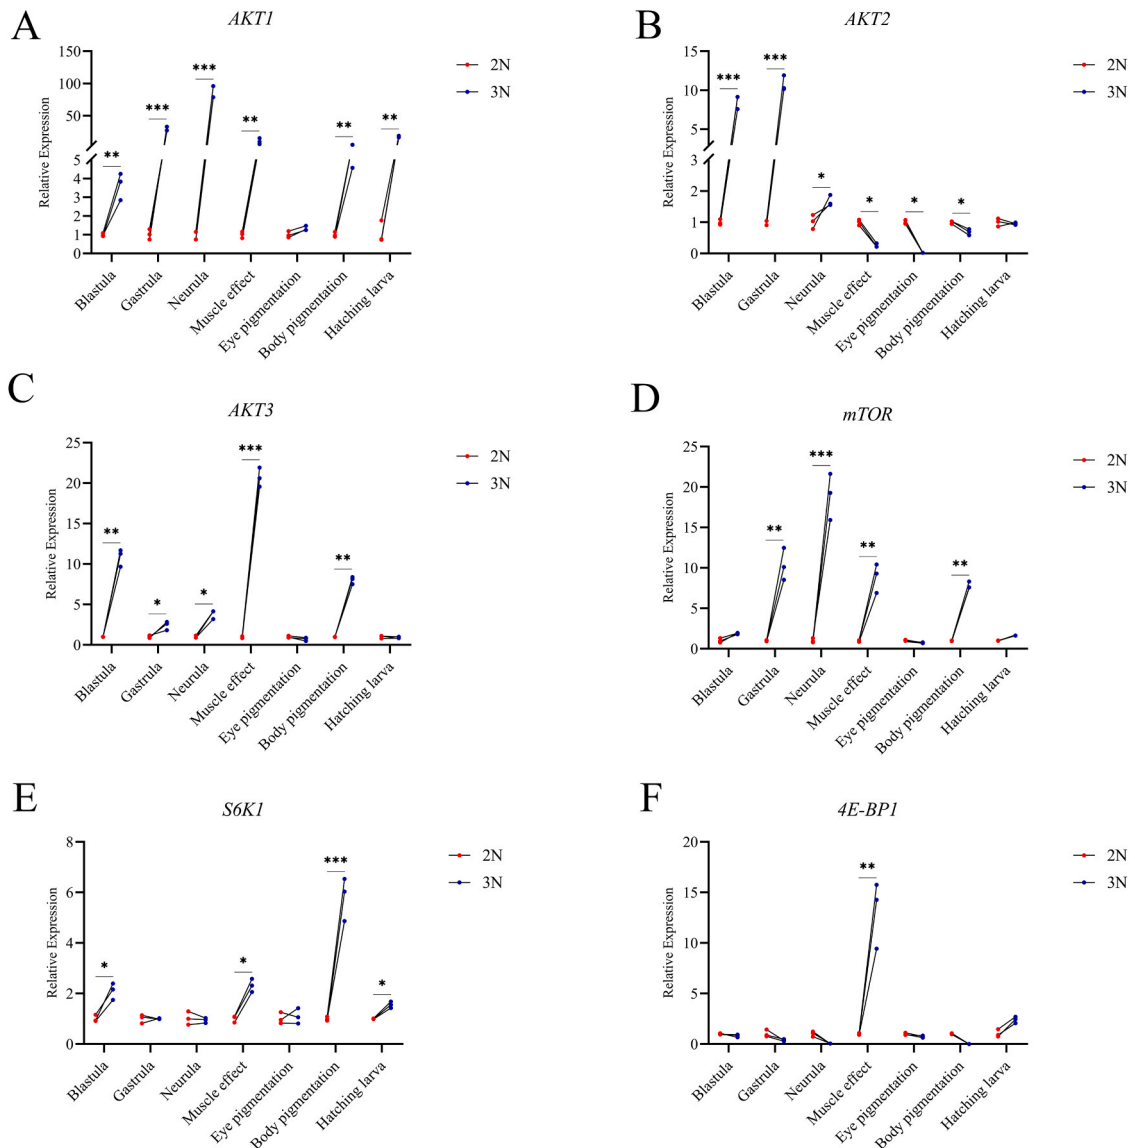 A
AKT1
Relative Expression
150
100
50
5
4
3
2
1
0
**
***
***
**
**
**
2N
3N
Blastula
Gastrula
Neurula
Muscle effect
Eye pigmentation
Body pigmentation
Hatching larva
B
AKT2
Relative Expression
15
10
5
3
2
1
0
***
***
*
*
*
*
2N
3N
Blastula
Gastrula
Neurula
Muscle effect
Eye pigmentation
Body pigmentation
Hatching larva
C
AKT3
Relative Expression
25
20
15
10
5
0
**
*
*
***
**
2N
3N
Blastula
Gastrula
Neurula
Muscle effect
Eye pigmentation
Body pigmentation
Hatching larva
D
mTOR
Relative Expression
25
20
15
10
5
0
**
***
**
**
2N
3N
Blastula
Gastrula
Neurula
Muscle effect
Eye pigmentation
Body pigmentation
Hatching larva
E
S6K1
Relative Expression
8
6
4
2
0
*
*
***
*
2N
3N
Blastula
Gastrula
Neurula
Muscle effect
Eye pigmentation
Body pigmentation
Hatching larva
F
4E-BP1
Relative Expression
20
15
10
5
0
**
2N
3N
Blastula
Gastrula
Neurula
Muscle effect
Eye pigmentation
Body pigmentation
Hatching larva